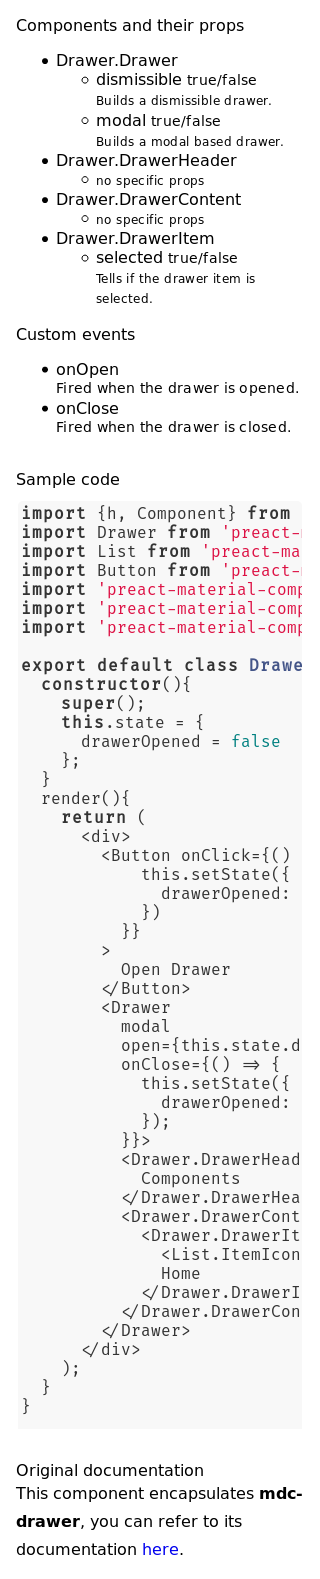 Components and their props
Drawer.Drawer
dismissible true/false
Builds a dismissible drawer.
modal true/false
Builds a modal based drawer.
Drawer.DrawerHeader
no specific props
Drawer.DrawerContent
no specific props
Drawer.DrawerItem
selected true/false
Tells if the drawer item is
selected.
Custom events
onOpen
Fired when the drawer is opened.
onClose
Fired when the drawer is closed.
Sample code
import {h, Component} from
import Drawer from 'preact-
import List from 'preact-ma
import Button from 'preact-
import 'preact-material-comp
import 'preact-material-comp
import 'preact-material-comp
export default class Drawe
constructor(){
super();
this.state = {
drawerOpened = false
};
}
render(){
return (
<div>
<Button onClick={()
this.setState({
drawerOpened:
})
}}
>
Open Drawer
</Button>
<Drawer
modal
open={this.state.d
onClose={() => {
this.setState({
drawerOpened:
});
}}>
<Drawer.DrawerHead
Components
</Drawer.DrawerHea
<Drawer.DrawerCont
<Drawer.DrawerIt
<List.ItemIcon
Home
</Drawer.DrawerI
</Drawer.DrawerCon
</Drawer>
</div>
);
}
}
Original documentation
This component encapsulates mdc-
drawer, you can refer to its
documentation here.